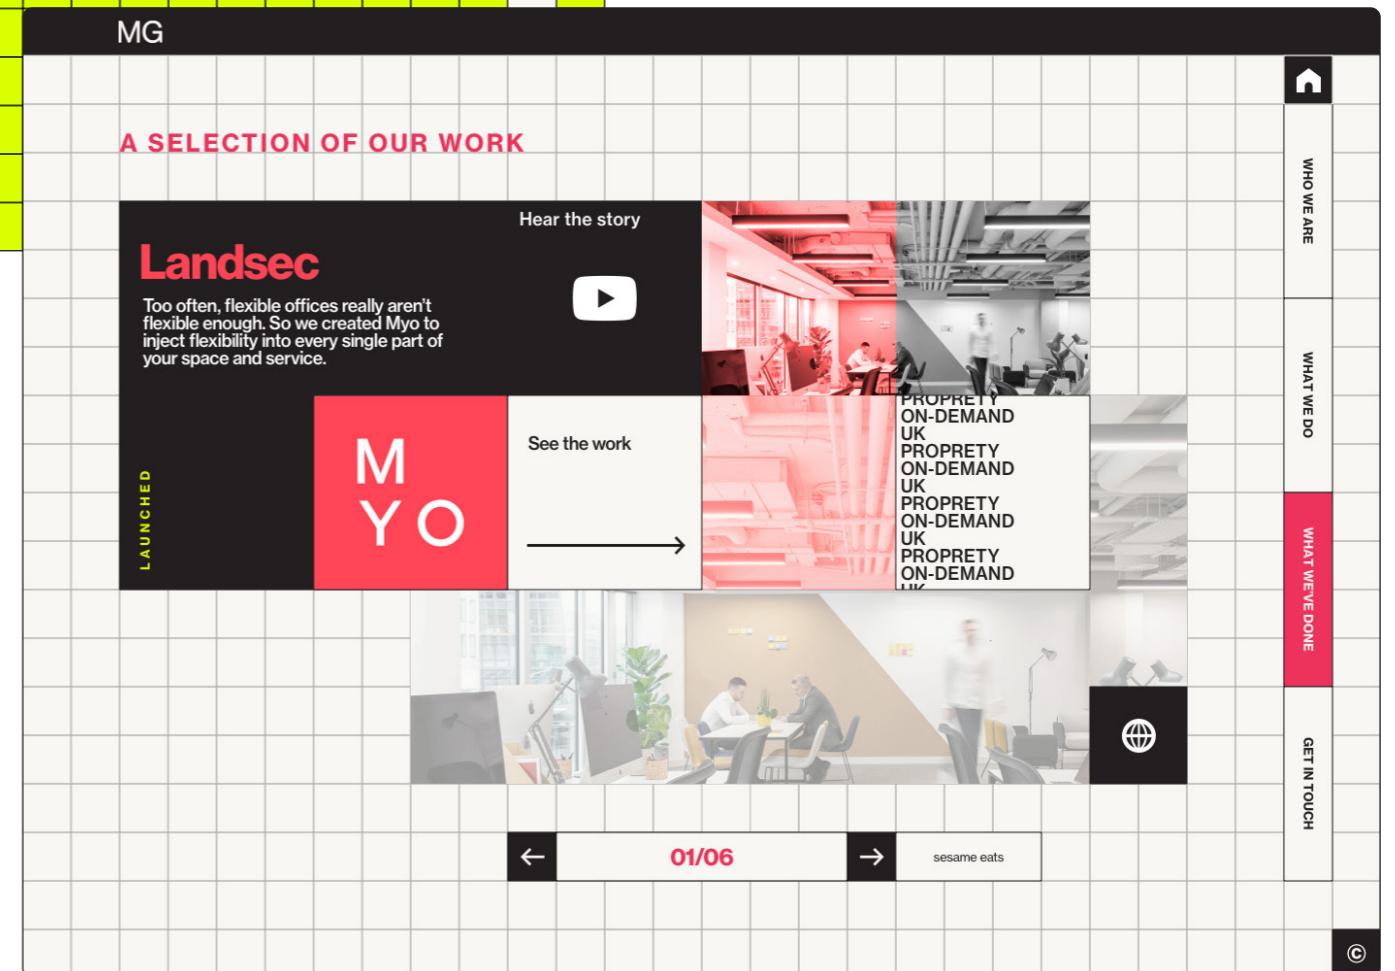 MG
A SELECTION OF OUR WORK
Hear the story
Landsec
Too often, flexible offices really aren't
flexible enough. So we created Myo to
inject flexibility into every single part of
your space and service.
LAUNCHED
M
YO
See the work
PROPRETY
ON-DEMAND
UK
PROPRETY
ON-DEMAND
UK
PROPRETY
ON-DEMAND
UK
PROPRETY
ON-DEMAND
UK
01/06
sesame eats
WHO WE ARE
WHAT WE DO
WHAT WE'VE DONE
GET IN TOUCH
©